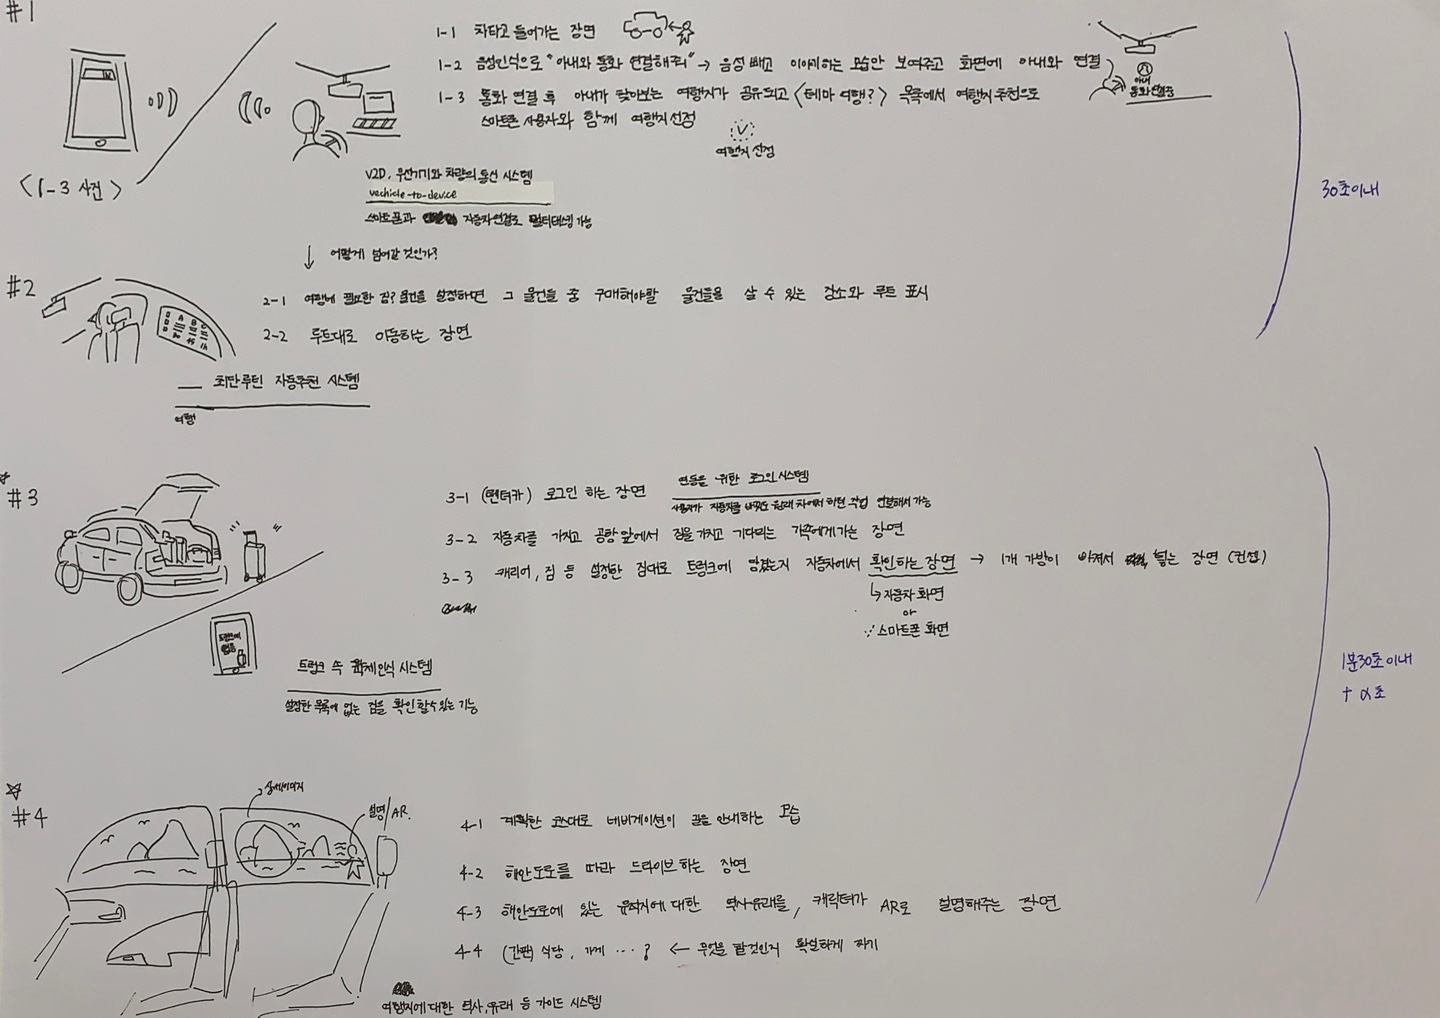 #1
1-1 차타고 들어가는 장면
1-2 음성인식으로 "아내와 통화 연결해줘" → 음성 빼고 이야기하는 모습만 보여주고 화면에 아내와 연결
아내
통화 연결중
1-3 통화 연결 후 아내가 찾아보는 여행지가 공유되고 <테마 여행?> 목록에서 여행지 추천으로
스마트폰 사용자와 함께 여행지 선정
여행지 선정
<1-3 사건>
V2D, 무선기기와 차량의 통신 시스템
vechicle-to-device
스마트폰과 자동차연결로 멀티태스킹 가능
30초이내
↓ 어떻게 넘어갈 것인가?
#2
2-1 여행에 필요한 짐? 물건을 설정하면 그 물건들 중 구매해야할 물건들을 살 수 있는 장소와 루트 표시
2-2 루트대로 이동하는 장면
최단루틴 자동추천 시스템
여행
#3
3-1 (렌터카) 로그인 하는 장면
연동을 위한 로그인 시스템
사용자가 자동차를 바꿔도 원래 차에서 하던 작업 연결해서 가능
3-2 자동차를 가지고 공항 앞에서 짐을 가지고 기다리는 가족에게 가는 장면
3-3 캐리어, 짐 등 설정한 짐대로 트렁크에 담겼는지 자동차에서 확인하는 장면 → 1개 가방이 빠져서 넣는 장면 (컨셉)
↳ 자동차 화면
or
스마트폰 화면
트렁크에
없음
트렁크 속 물체인식 시스템
설정한 목록에 없는 짐을 확인할수 있는 기능
1분30초이내
+ α초
#4
상세이미지
설명/AR.
4-1 계획한 코스대로 네비게이션이 길을 안내하는 모습
4-2 해안도로를 따라 드라이브하는 장면
4-3 해안도로에 있는 유적지에 대한 역사유래를, 캐릭터가 AR로 설명해주는 장면
4-4 (간판) 식당, 가게 …? ← 무엇을 할것인지 확실하게 짜기
여행지에 대한 역사, 유래 등 가이드 시스템